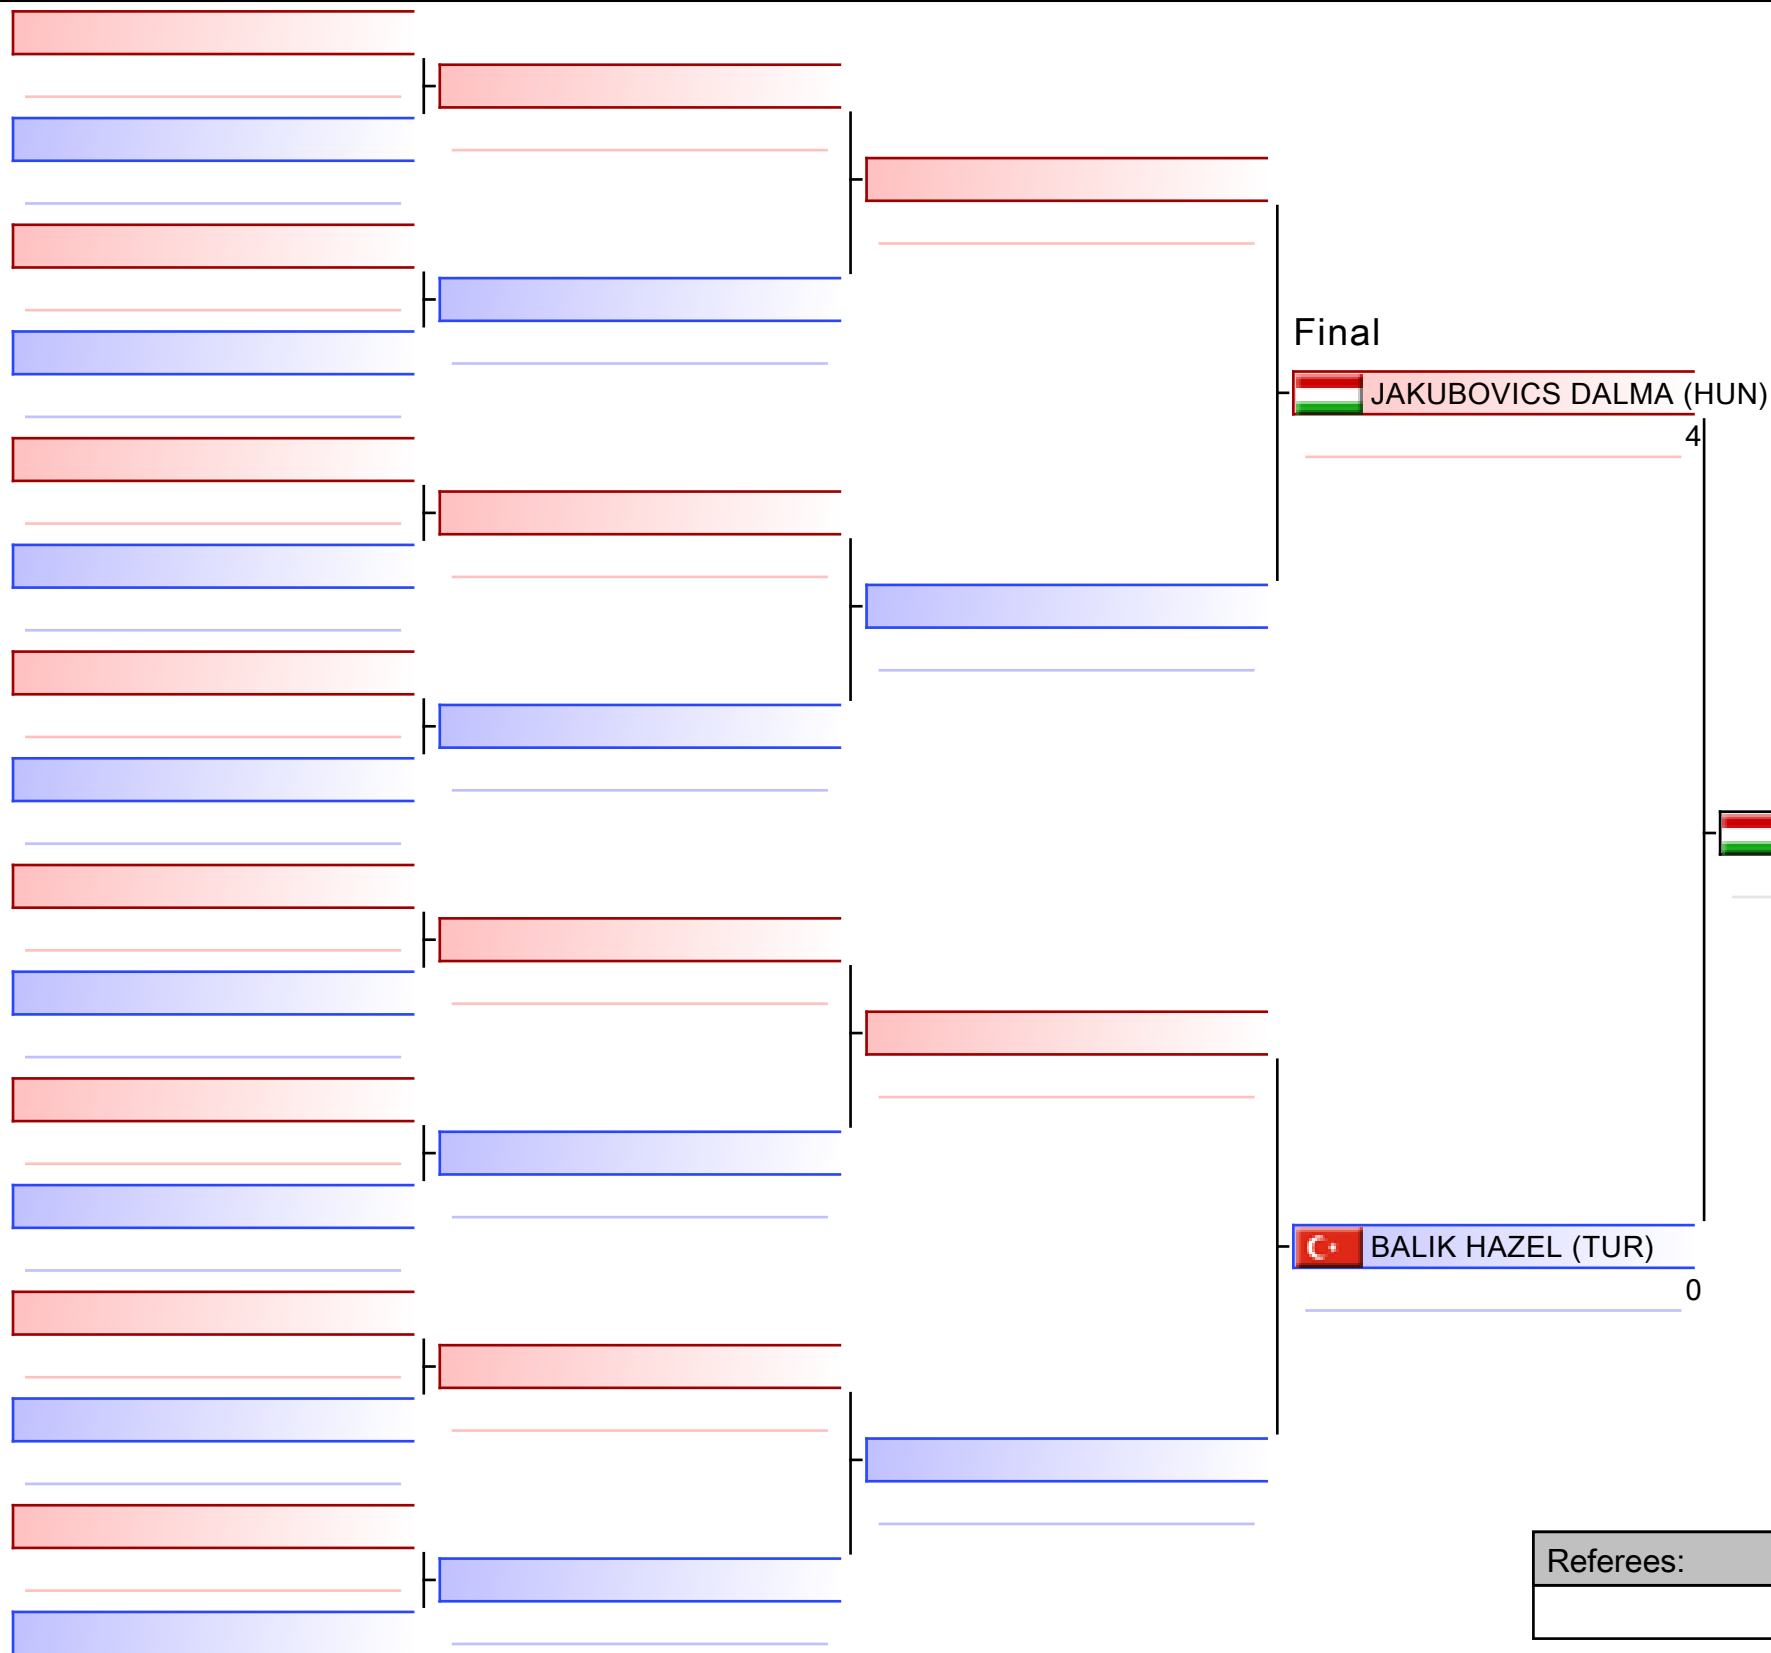 Final
JAKUBOVICS DALMA (HUN)
4
BALIK HAZEL (TUR)
0
Referees: